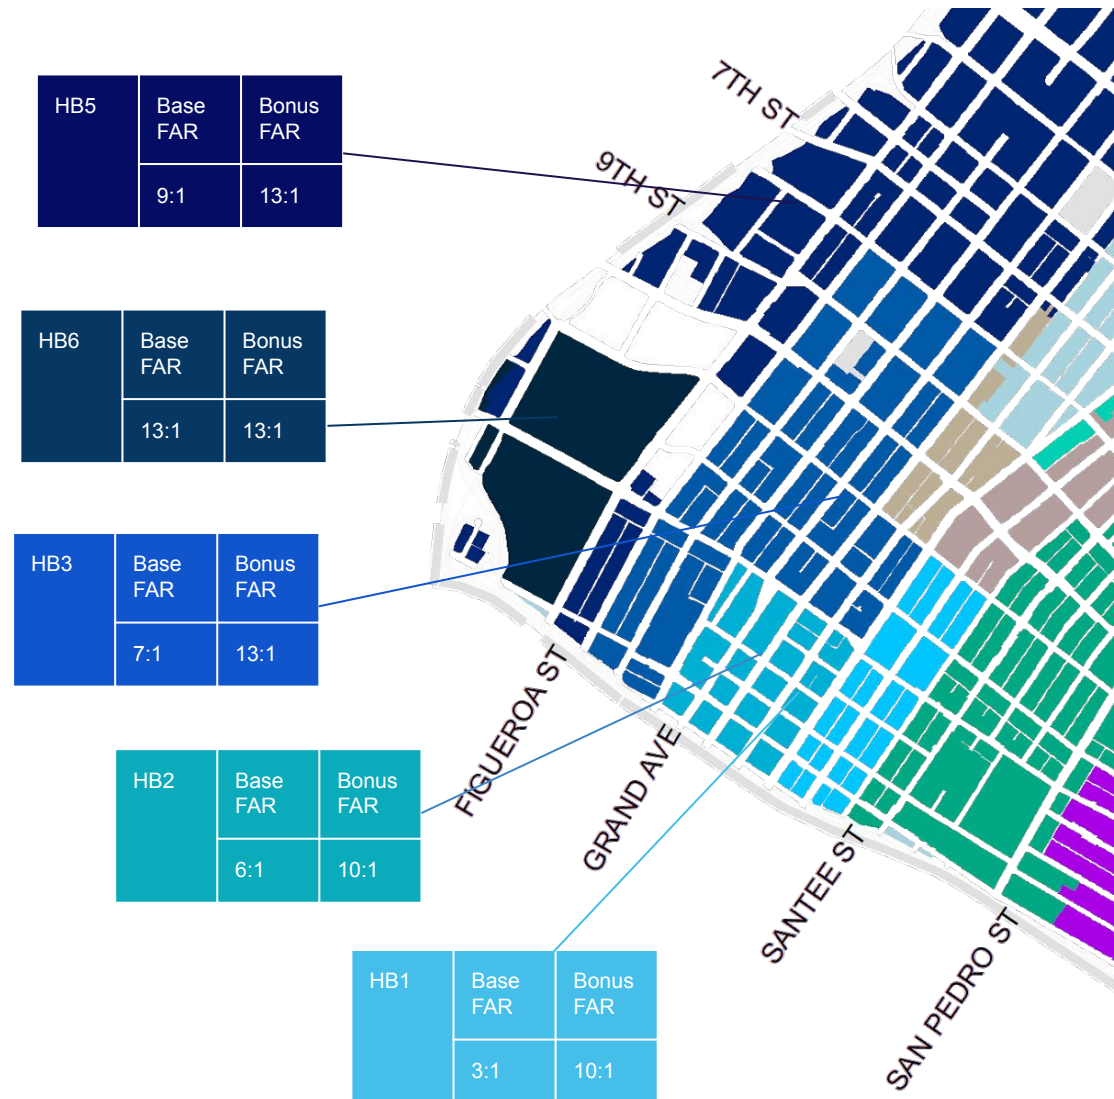 7TH ST
9TH ST
HB5
Base
FAR
Bonus
FAR
9:1
13:1
HB6
Base
FAR
Bonus
FAR
13:1
13:1
HB3
Base
FAR
Bonus
FAR
7:1
13:1
HB2
Base
FAR
Bonus
FAR
6:1
10:1
HB1
Base
FAR
Bonus
FAR
3:1
10:1
FIGUEROA ST
GRAND AVE
SANTEE ST
SAN PEDRO ST